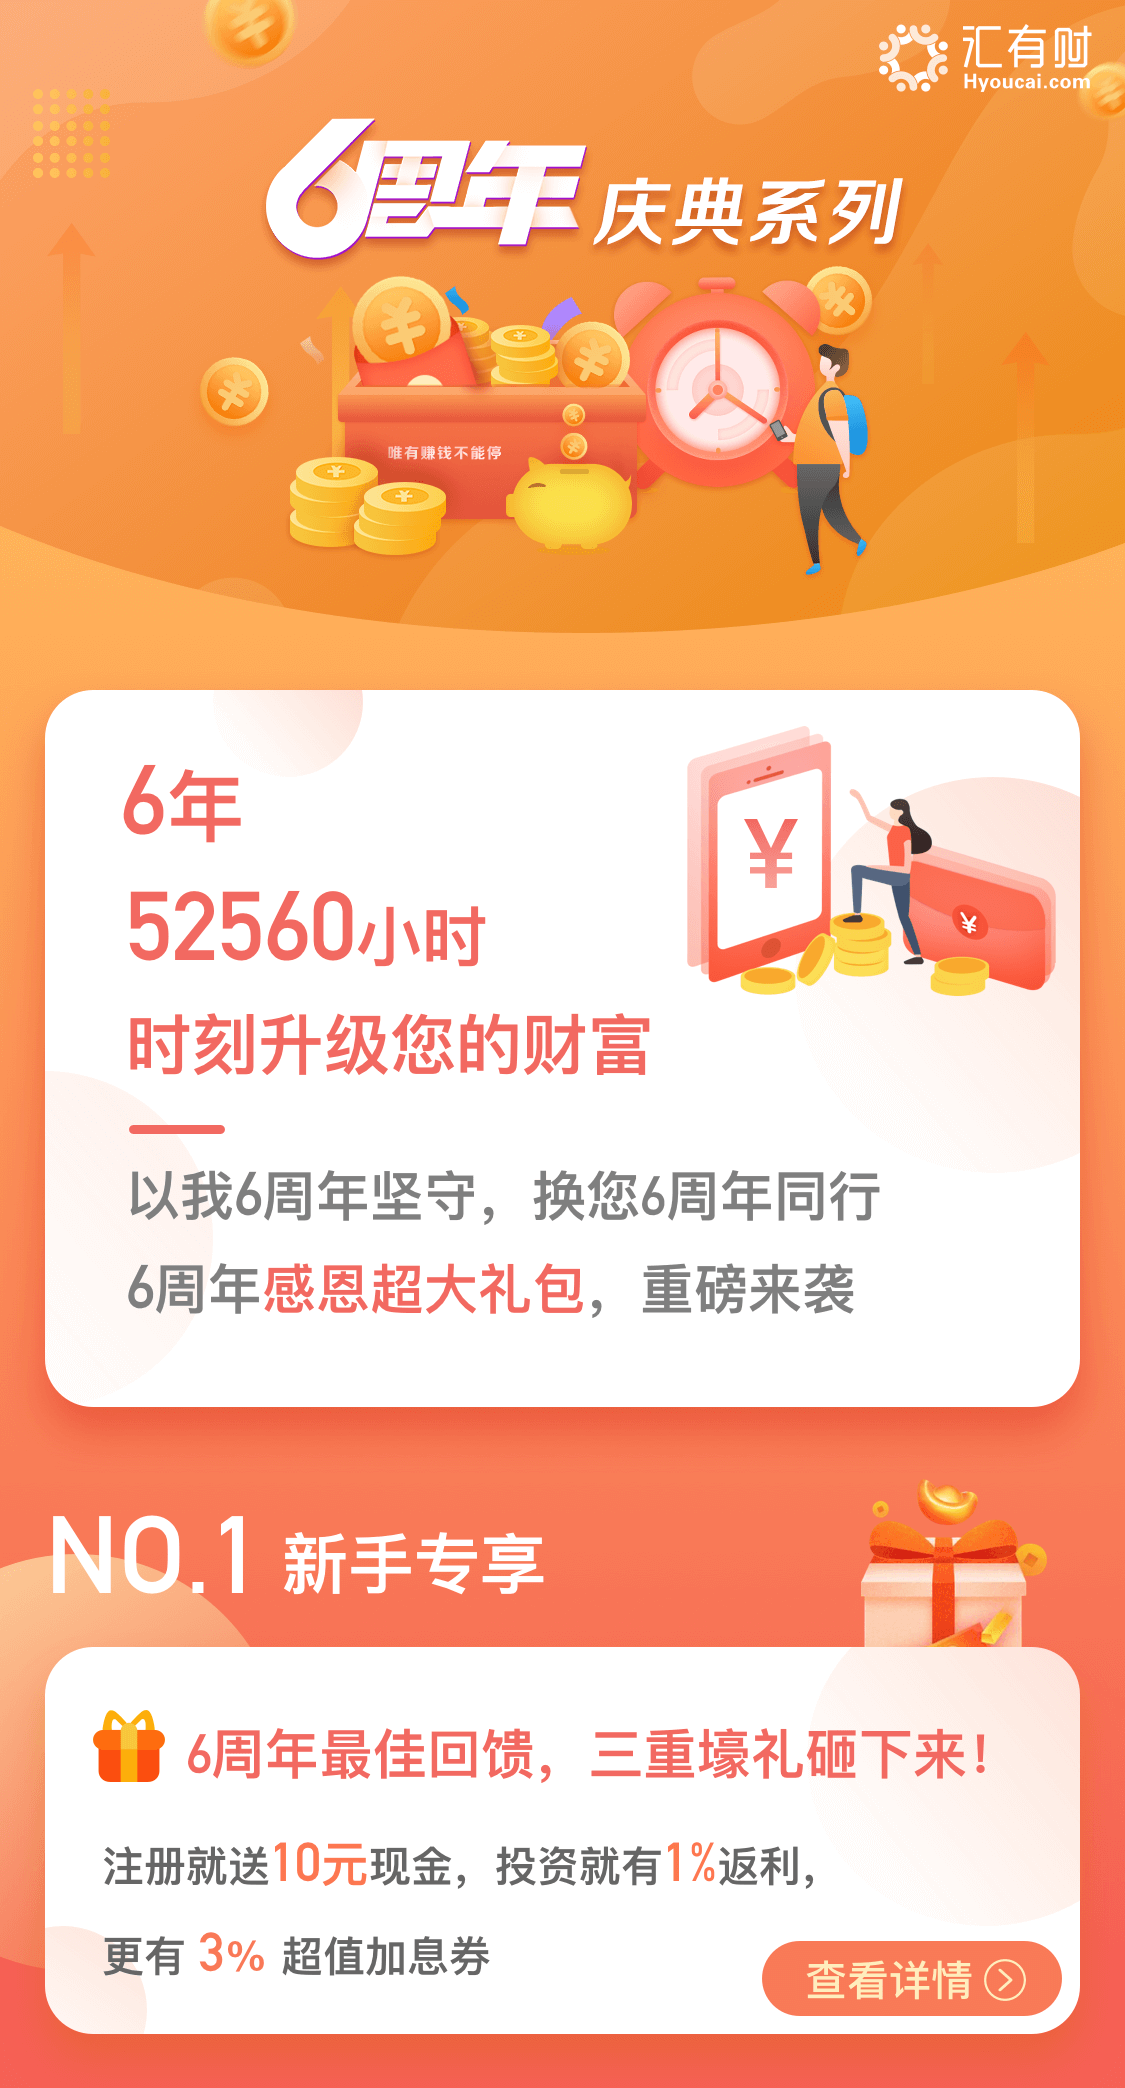 汇有财
Hyoucai.com
6周年 庆典系列
唯有赚钱不能停
6年
52560小时
时刻升级您的财富
以我6周年坚守，换您6周年同行
6周年感恩超大礼包，重磅来袭
NO.1 新手专享
6周年最佳回馈，三重壕礼砸下来！
注册就送10元现金，投资就有1%返利，
更有 3% 超值加息券
查看详情